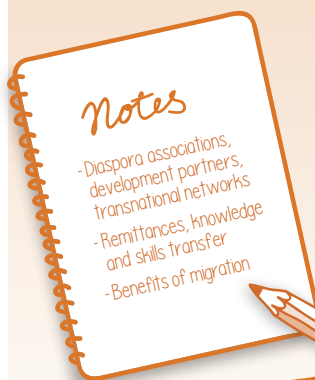 notes
- Diaspora associations,
development partners,
transnational networks
- Remittances, knowledge
and skills transfer
- Benefits of migration